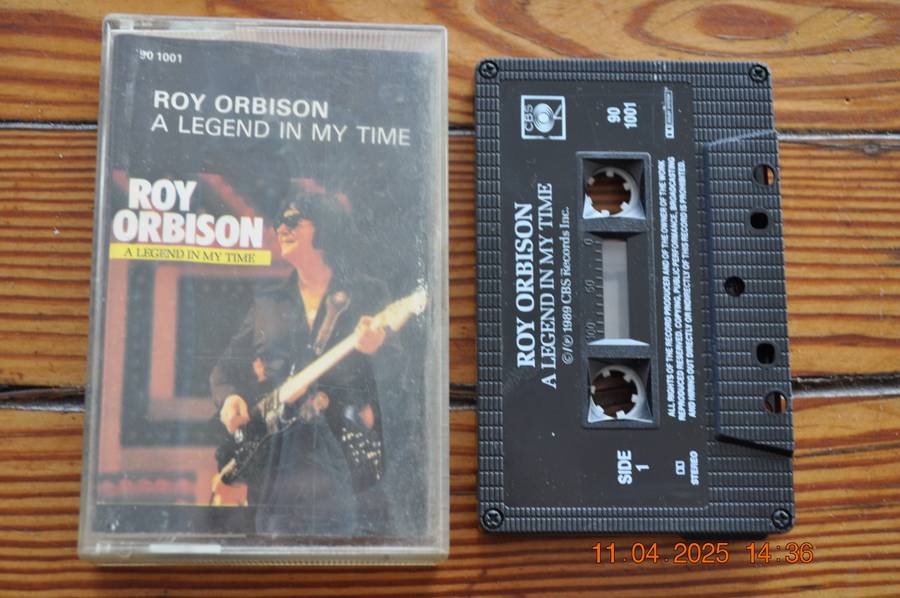 90 1001
ROY ORBISON
A LEGEND IN MY TIME
ROY
ORBISON
A LEGEND IN MY TIME
CBS
90
1001
ROY ORBISON
A LEGEND IN MY TIME
©/℗ 1989 CBS Records Inc.
100 50 0
ALL RIGHTS OF THE RECORD PRODUCER AND OF THE OWNER OF THE WORK
REPRODUCED RESERVED. COPYING, PUBLIC PERFORMANCE, BROADCASTING
AND HIRING OUT DIRECTLY OR INDIRECTLY OF THIS RECORD IS PROHIBITED.
SIDE
1
STEREO
11.04.2025 14:36